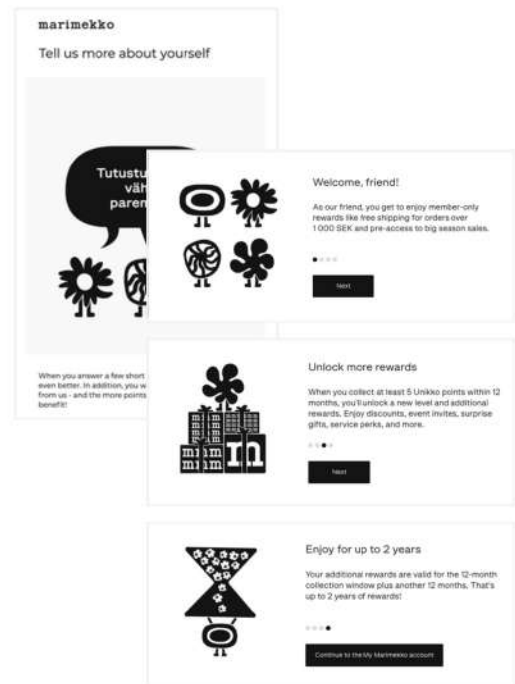 marimekko
Tell us more about yourself
Tutustu
väh
parem
When you answer a few short
even better. In addition, you w
from us - and the more points
benefit!
Welcome, friend!
As our friend, you get to enjoy member-only
rewards like free shipping for orders over
1 000 SEK and pre-access to big season sales.
Next
Unlock more rewards
When you collect at least 5 Unikko points within 12
months, you'll unlock a new level and additional
rewards. Enjoy discounts, event invites, surprise
gifts, service perks, and more.
Next
Enjoy for up to 2 years
Your additional rewards are valid for the 12-month
collection window plus another 12 months. That's
up to 2 years of rewards!
Continue to the My Marimekko account